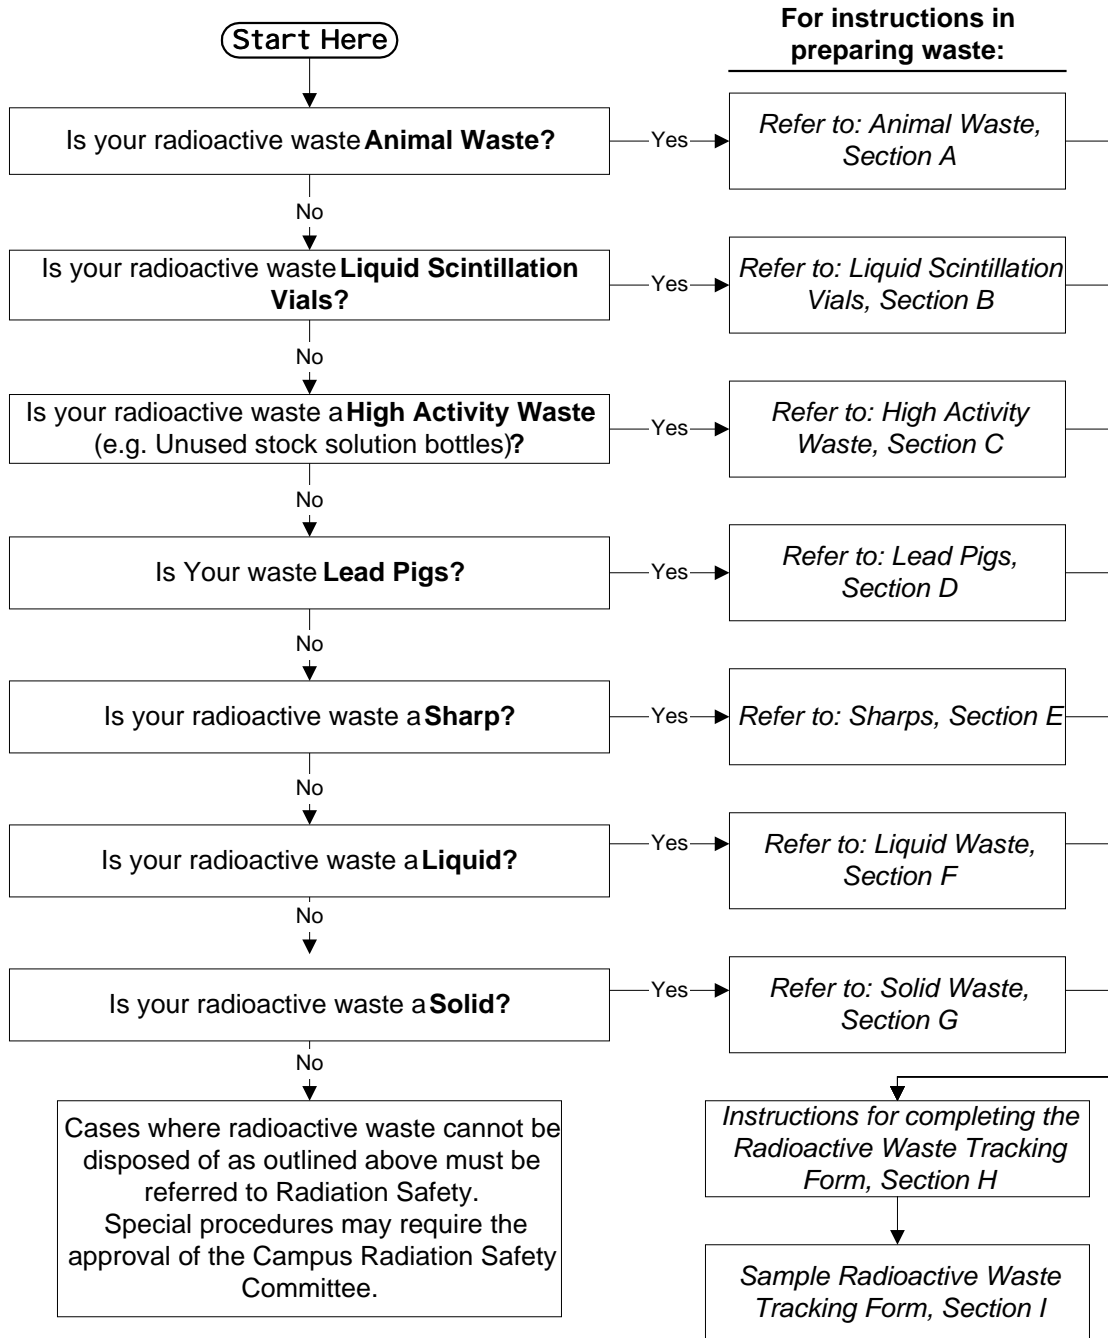 Start Here
For instructions in
preparing waste:
Is your radioactive waste Animal Waste?
Yes
Refer to: Animal Waste,
Section A
No
Is your radioactive waste Liquid Scintillation
Vials?
Yes
Refer to: Liquid Scintillation
Vials, Section B
No
Is your radioactive waste a High Activity Waste
(e.g. Unused stock solution bottles)?
Yes
Refer to: High Activity
Waste, Section C
No
Is Your waste Lead Pigs?
Yes
Refer to: Lead Pigs,
Section D
No
Is your radioactive waste a Sharp?
Yes
Refer to: Sharps, Section E
No
Is your radioactive waste a Liquid?
Yes
Refer to: Liquid Waste,
Section F
No
Is your radioactive waste a Solid?
Yes
Refer to: Solid Waste,
Section G
No
Cases where radioactive waste cannot be
disposed of as outlined above must be
referred to Radiation Safety.
Special procedures may require the
approval of the Campus Radiation Safety
Committee.
Instructions for completing the
Radioactive Waste Tracking
Form, Section H
Sample Radioactive Waste
Tracking Form, Section I